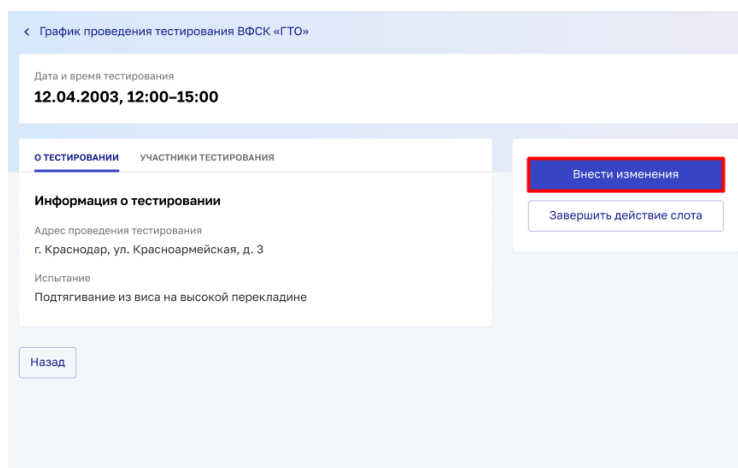 График проведения тестирования ВФСК «ГТО»
Дата и время тестирования
12.04.2003, 12:00–15:00
О ТЕСТИРОВАНИИ УЧАСТНИКИ ТЕСТИРОВАНИЯ
Информация о тестировании
Адрес проведения тестирования
г. Краснодар, ул. Красноармейская, д. 3
Испытание
Подтягивание из виса на высокой перекладине
Внести изменения
Завершить действие слота
Назад